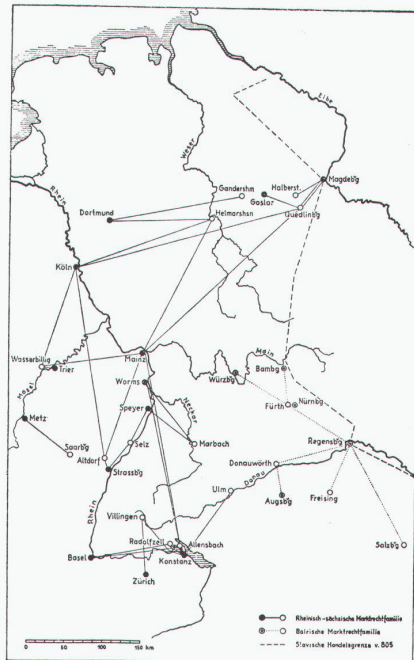 Elbe
Weser
Rhein
Magdebg
Halberst.
Gandershm
Goslar
Quedlinbg
Dortmund
Helmarshsn
Köln
Mainz
Main
Wasserbillig
Trier
Worms
Würzbg
Bambg
Mosel
Speyer
Neckar
Fürth
Nürnbg
Metz
Saarbg
Altdorf
Selz
Marbach
Regensbg
Strassbg
Donauwörth
Donau
Ulm
Augsbg
Freising
Rhein
Villingen
Radolfzell
Allensbach
Salzbg
Basel
Konstanz
Zürich
Rheinisch-sächsische Marktrechtfamilie
Bairische Marktrechtfamilie
Slavische Handelsgrenze v. 805
0 50 100 150 km